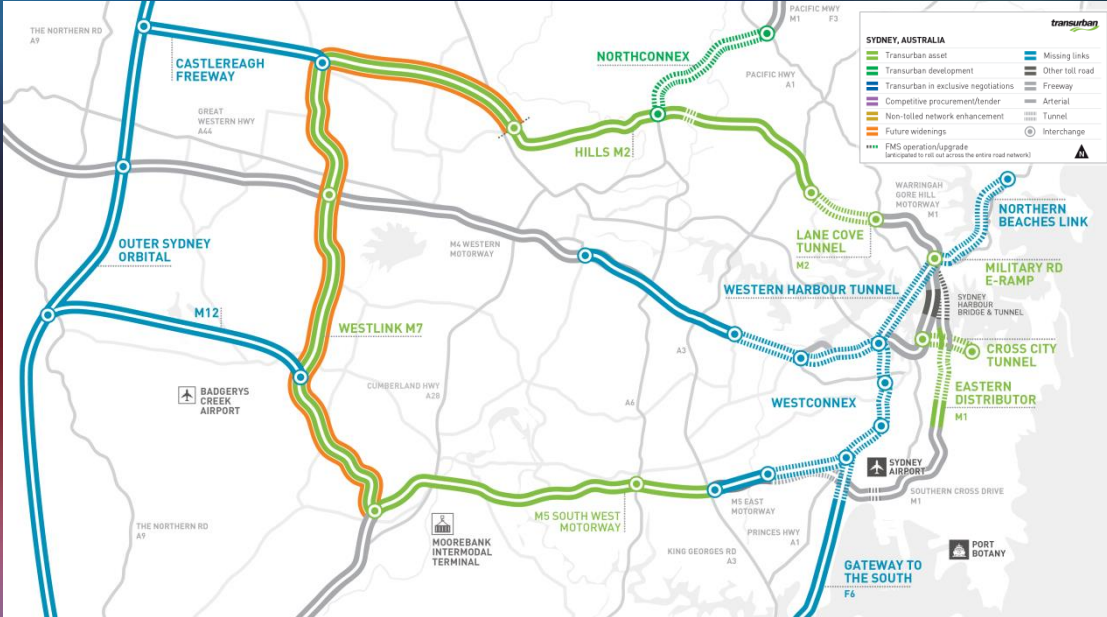 PACIFIC MWY
M1 F3
THE NORTHERN RD
A9
CASTLEREAGH
FREEWAY
NORTHCONNEX
PACIFIC HWY
A1
GREAT
WESTERN HWY
A44
HILLS M2
transurban
SYDNEY, AUSTRALIA
Transurban asset
Transurban development
Transurban in exclusive negotiations
Competitive procurement/tender
Non-tolled network enhancement
Future widenings
FMS operation/upgrade
(anticipated to roll out across the entire road network)
Missing links
Other toll road
Freeway
Arterial
Tunnel
Interchange
N
WARRINGAH
GORE HILL
MOTORWAY
M1
NORTHERN
BEACHES LINK
OUTER SYDNEY
ORBITAL
M4 WESTERN
MOTORWAY
LANE COVE
TUNNEL
M2
MILITARY RD
E-RAMP
WESTERN HARBOUR TUNNEL
SYDNEY
HARBOUR
BRIDGE & TUNNEL
M12
WESTLINK M7
A3
CROSS CITY
TUNNEL
BADGERYS
CREEK
AIRPORT
CUMBERLAND HWY
A28
A6
WESTCONNEX
EASTERN
DISTRIBUTOR
M1
SYDNEY
AIRPORT
SOUTHERN CROSS DRIVE
M1
THE NORTHERN RD
A9
MOOREBANK
INTERMODAL
TERMINAL
M5 SOUTH WEST
MOTORWAY
M5 EAST
MOTORWAY
PRINCES HWY
A1
KING GEORGES RD
A3
PORT
BOTANY
GATEWAY TO
THE SOUTH
F6